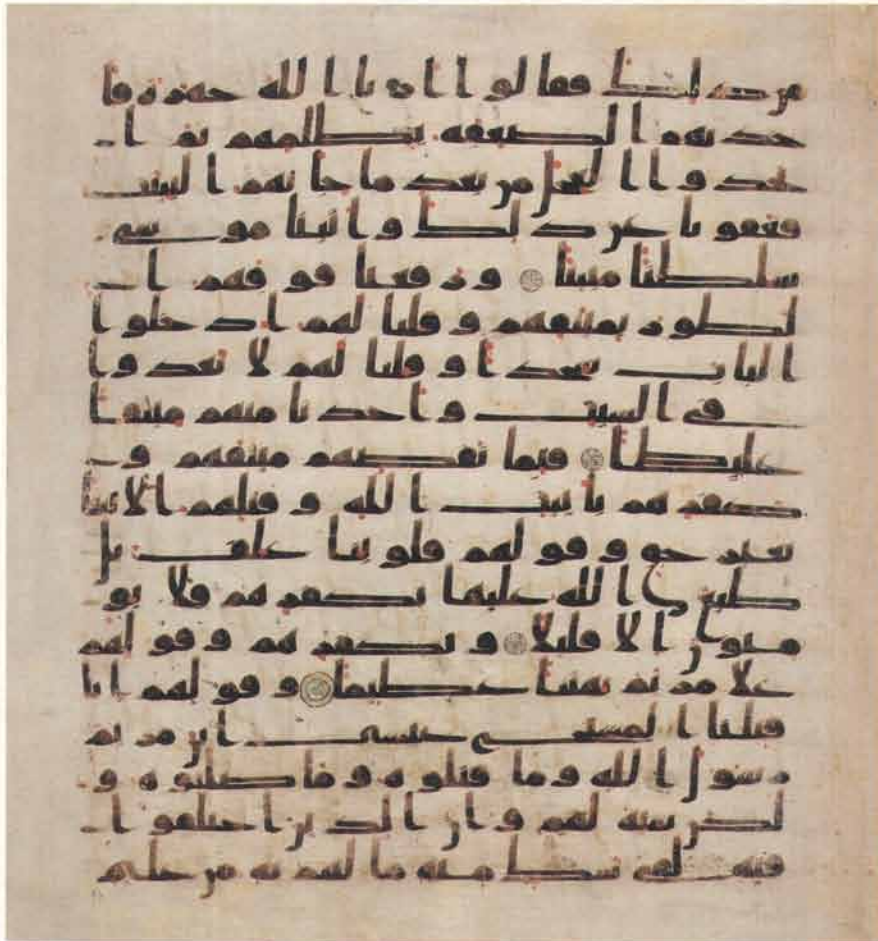 من ذلك فقالوا ارنا الله جهرة فا
خذتهم الصعقة بظلمهم ثم ا
تخذوا العجل من بعد ما جاتهم البينت
فعفونا عن ذلك واتينا موسى
سلطنا مبينا ورفعنا فوقهم ا
لطور بميثقهم وقلنا لهم ادخلوا
الباب سجدا وقلنا لهم لا تعدوا
في السبت واخذنا منهم ميثقا
غليظا فبما نقضهم ميثقهم و
كفرهم بايت الله وقتلهم الانبيا
بغير حق وقولهم قلوبنا غلف بل
طبع الله عليها بكفرهم فلا يو
منون الا قليلا وبكفرهم وقولهم
على مريم بهتنا عظيما وقولهم انا
قتلنا المسيح عيسى ابن مريم
رسول الله وما قتلوه وما صلبوه و
لكن شبه لهم وان الذين اختلفوا
فيه لفي شك منه ما لهم به من علم